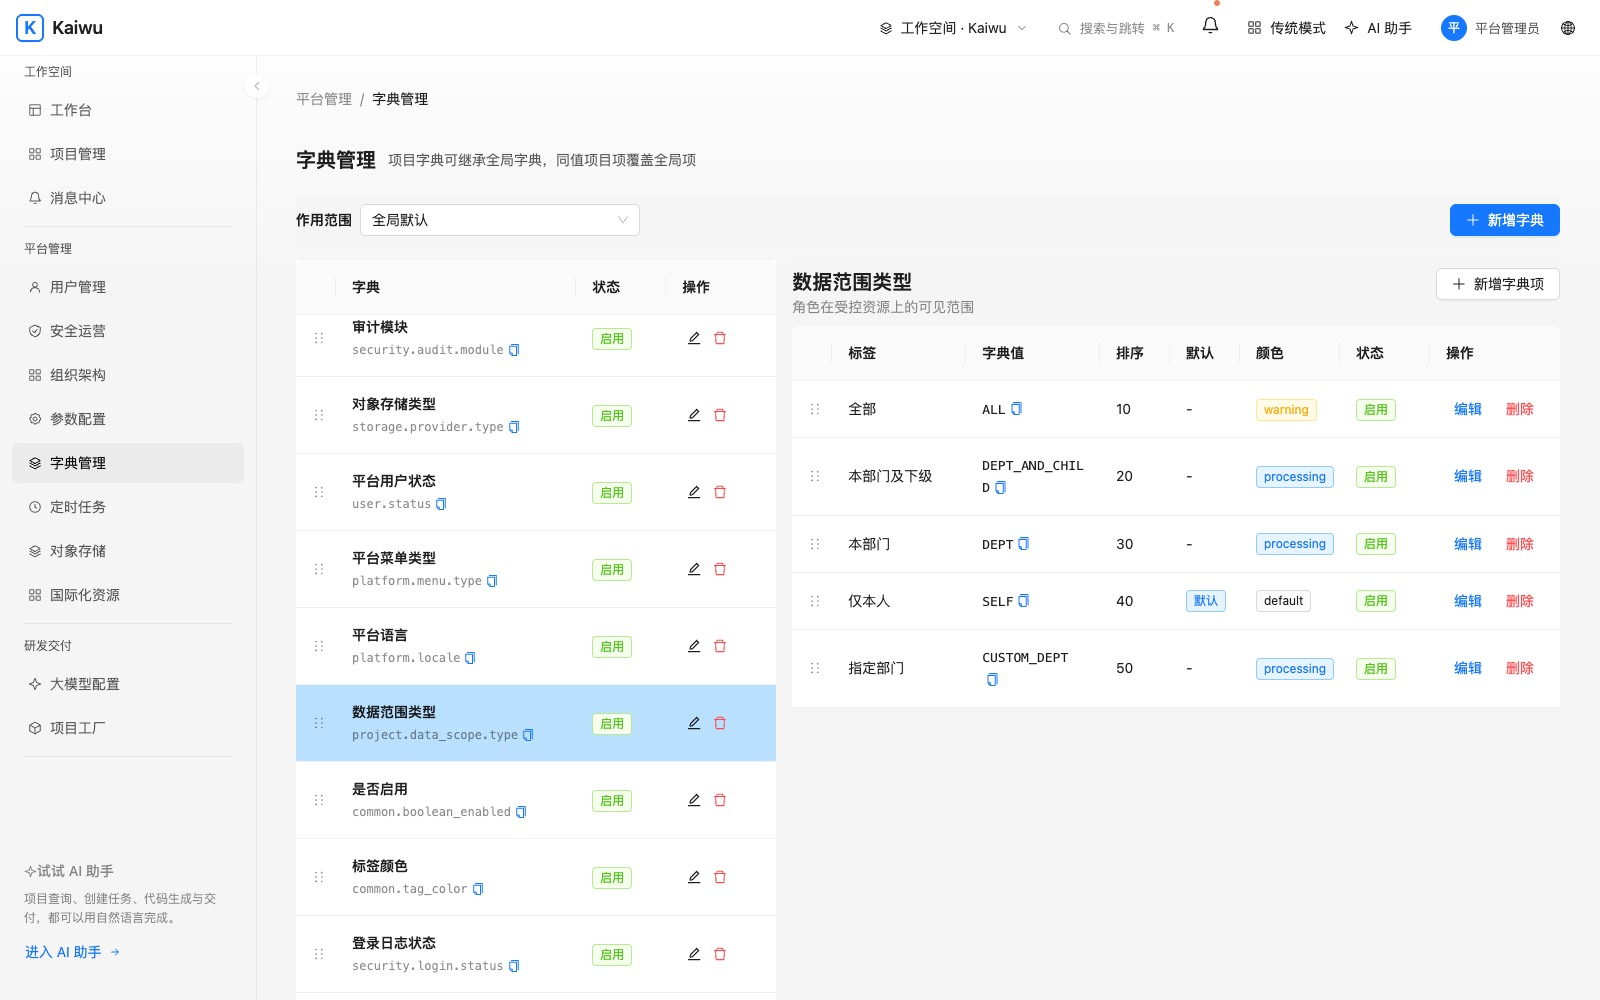 K Kaiwu
工作空间 · Kaiwu
搜索与跳转 ⌘ K
传统模式
AI 助手
平 平台管理员
工作空间
工作台
项目管理
消息中心
平台管理
用户管理
安全运营
组织架构
参数配置
字典管理
定时任务
对象存储
国际化资源
研发交付
大模型配置
项目工厂
试试 AI 助手
项目查询、创建任务、代码生成与交
付，都可以用自然语言完成。
进入 AI 助手 →
平台管理 / 字典管理
字典管理 项目字典可继承全局字典，同值项目项覆盖全局项
作用范围 全局默认
新增字典
字典 状态 操作
审计模块
security.audit.module
启用
对象存储类型
storage.provider.type
启用
平台用户状态
user.status
启用
平台菜单类型
platform.menu.type
启用
平台语言
platform.locale
启用
数据范围类型
project.data_scope.type
启用
是否启用
common.boolean_enabled
启用
标签颜色
common.tag_color
启用
登录日志状态
security.login.status
启用
数据范围类型
角色在受控资源上的可见范围
新增字典项
标签 字典值 排序 默认 颜色 状态 操作
全部 ALL 10 - warning 启用 编辑 删除
本部门及下级 DEPT_AND_CHIL
D 20 - processing 启用 编辑 删除
本部门 DEPT 30 - processing 启用 编辑 删除
仅本人 SELF 40 默认 default 启用 编辑 删除
指定部门 CUSTOM_DEPT 50 - processing 启用 编辑 删除